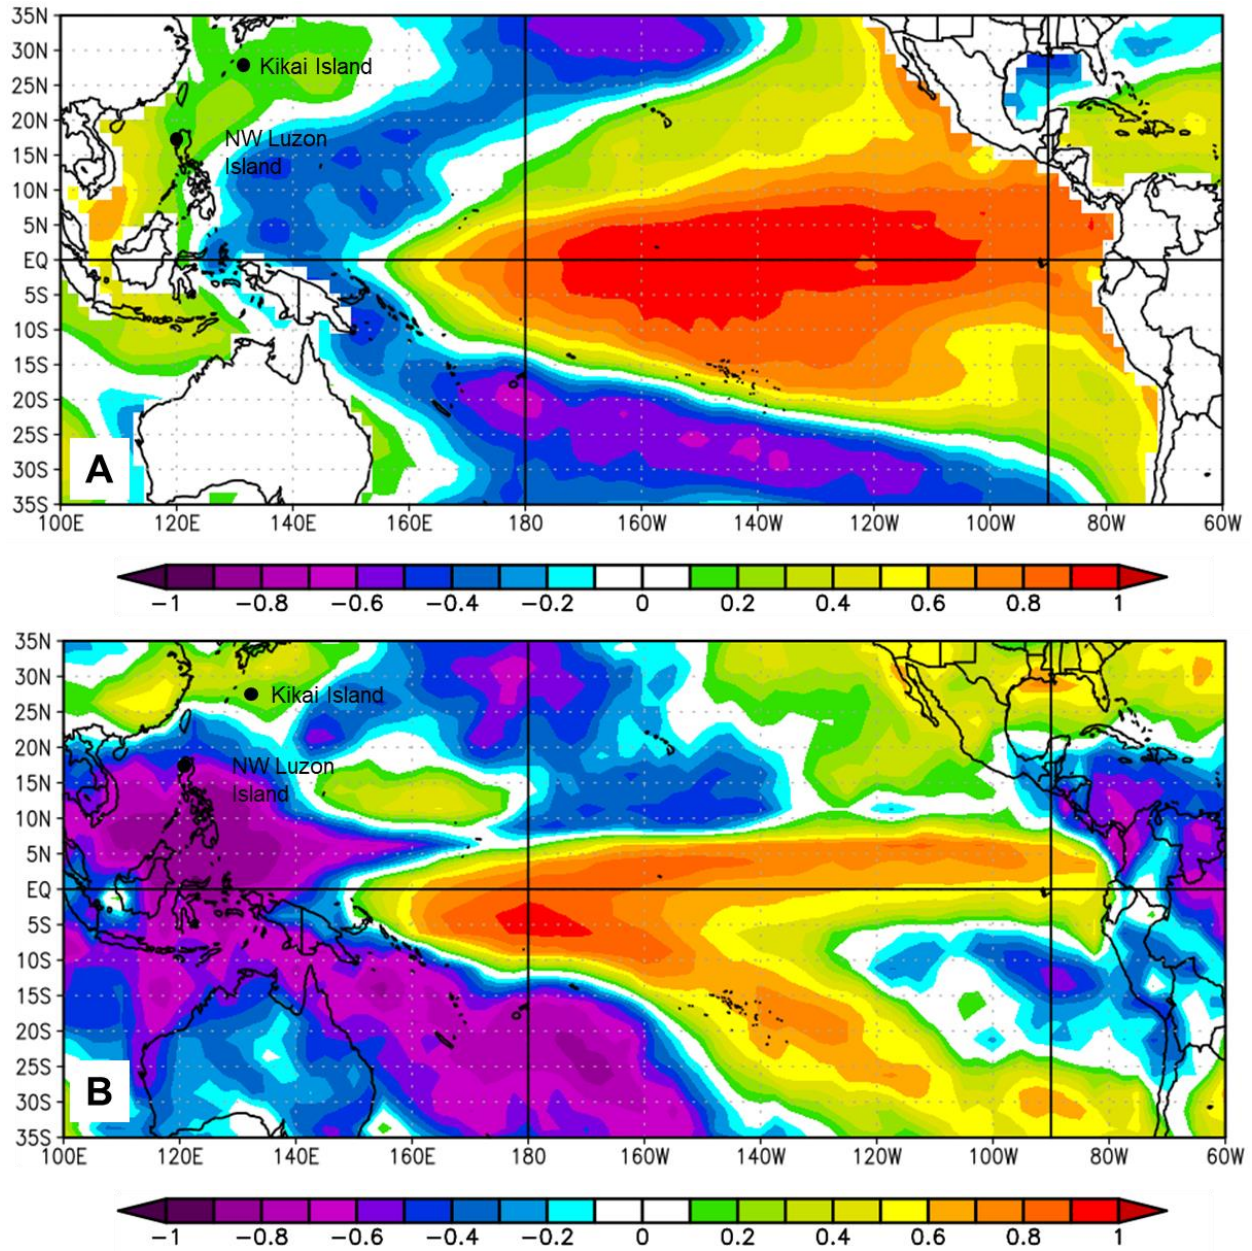 35N
30N
25N
20N
15N
10N
5N
EQ
5S
10S
15S
20S
25S
30S
35S
Kikai Island
NW Luzon
Island
A
100E 120E 140E 160E 180 160W 140W 120W 100W 80W 60W
−1 −0.8 −0.6 −0.4 −0.2 0 0.2 0.4 0.6 0.8 1
35N
30N
25N
20N
15N
10N
5N
EQ
5S
10S
15S
20S
25S
30S
35S
Kikai Island
NW Luzon
Island
B
100E 120E 140E 160E 180 160W 140W 120W 100W 80W 60W
−1 −0.8 −0.6 −0.4 −0.2 0 0.2 0.4 0.6 0.8 1